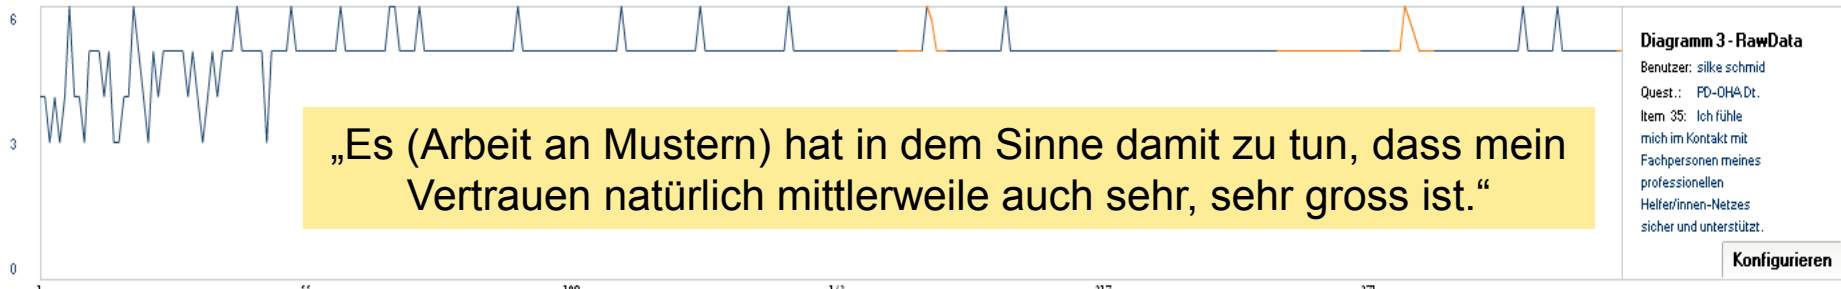 6
3
0
„Es (Arbeit an Mustern) hat in dem Sinne damit zu tun, dass mein
Vertrauen natürlich mittlerweile auch sehr, sehr gross ist.“
Diagramm 3 - RawData
Benutzer: silke schmid
Quest.: PD-OHA Dt.
Item 35: Ich fühle
mich im Kontakt mit
Fachpersonen meines
professionellen
Helfer/innen-Netzes
sicher und unterstützt.
Konfigurieren